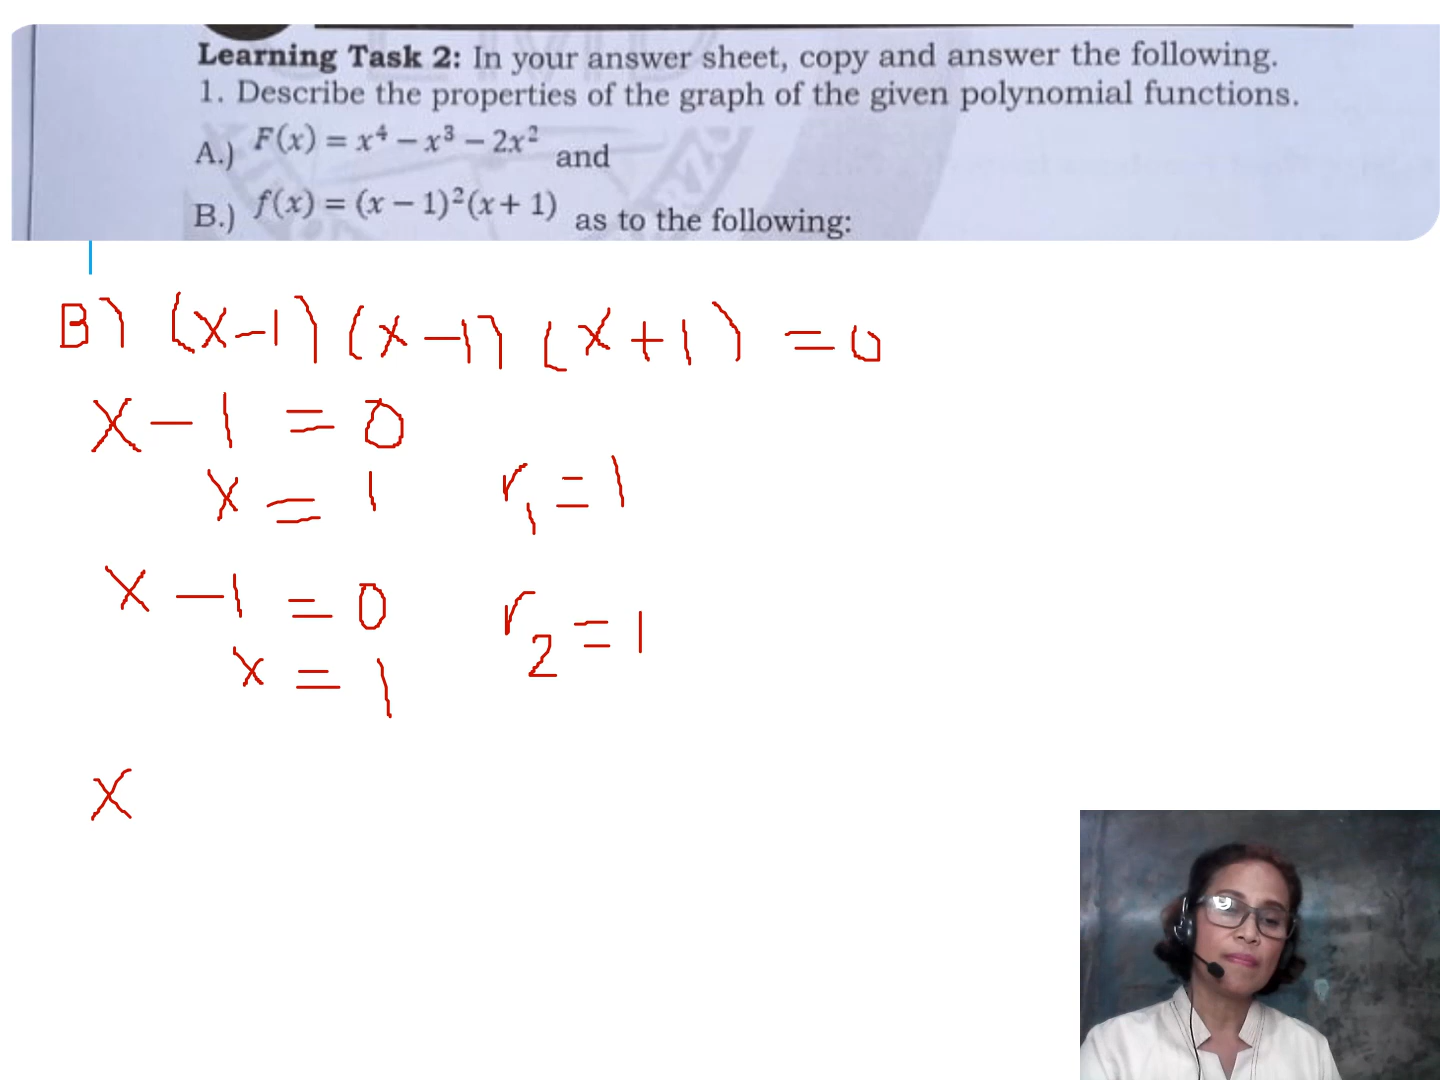 Learning Task 2: In your answer sheet, copy and answer the following.
1. Describe the properties of the graph of the given polynomial functions.
A.) F(x) = x⁴ − x³ − 2x² and
B.) f(x) = (x − 1)²(x + 1) as to the following:
B) (x-1) (x-1) (x+1) = 0
x - 1 = 0
x = 1 r₁ = 1
x - 1 = 0 r₂ = 1
x = 1
x